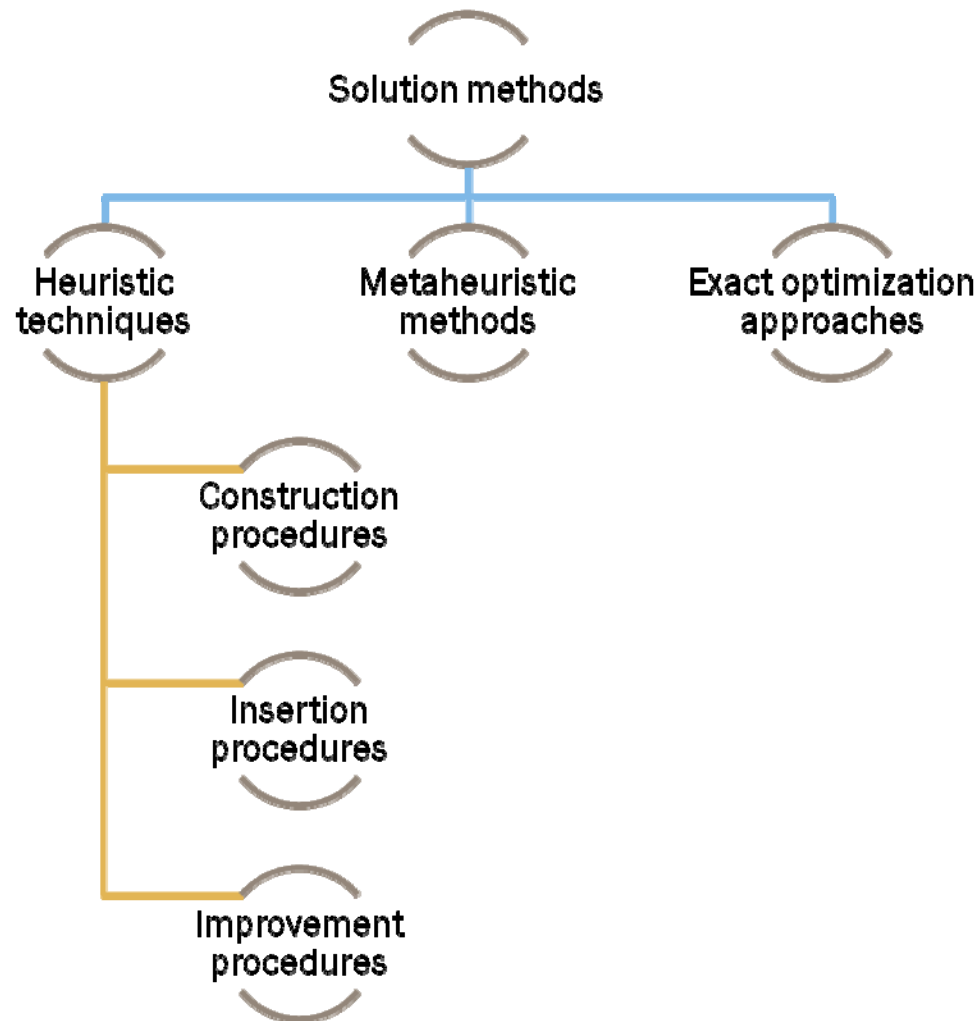 Solution methods
Heuristic
techniques
Metaheuristic
methods
Exact optimization
approaches
Construction
procedures
Insertion
procedures
Improvement
procedures